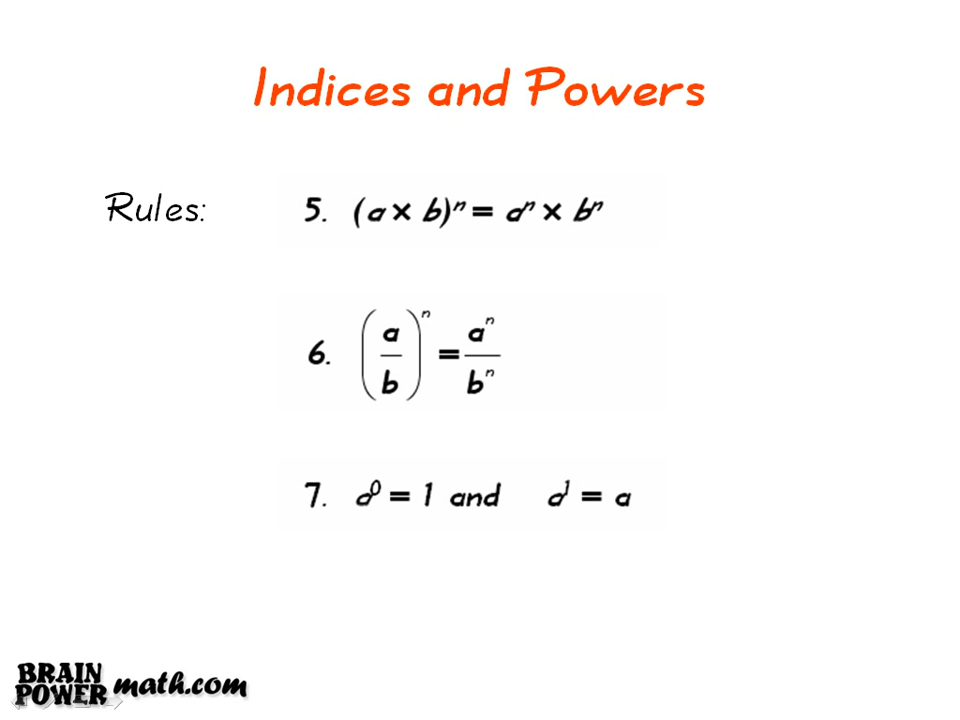 Indices and Powers
Rules: 5. (a × b)ⁿ = aⁿ × bⁿ
6. (a/b)ⁿ = aⁿ/bⁿ
7. a⁰ = 1 and a¹ = a
BRAIN POWER math.com